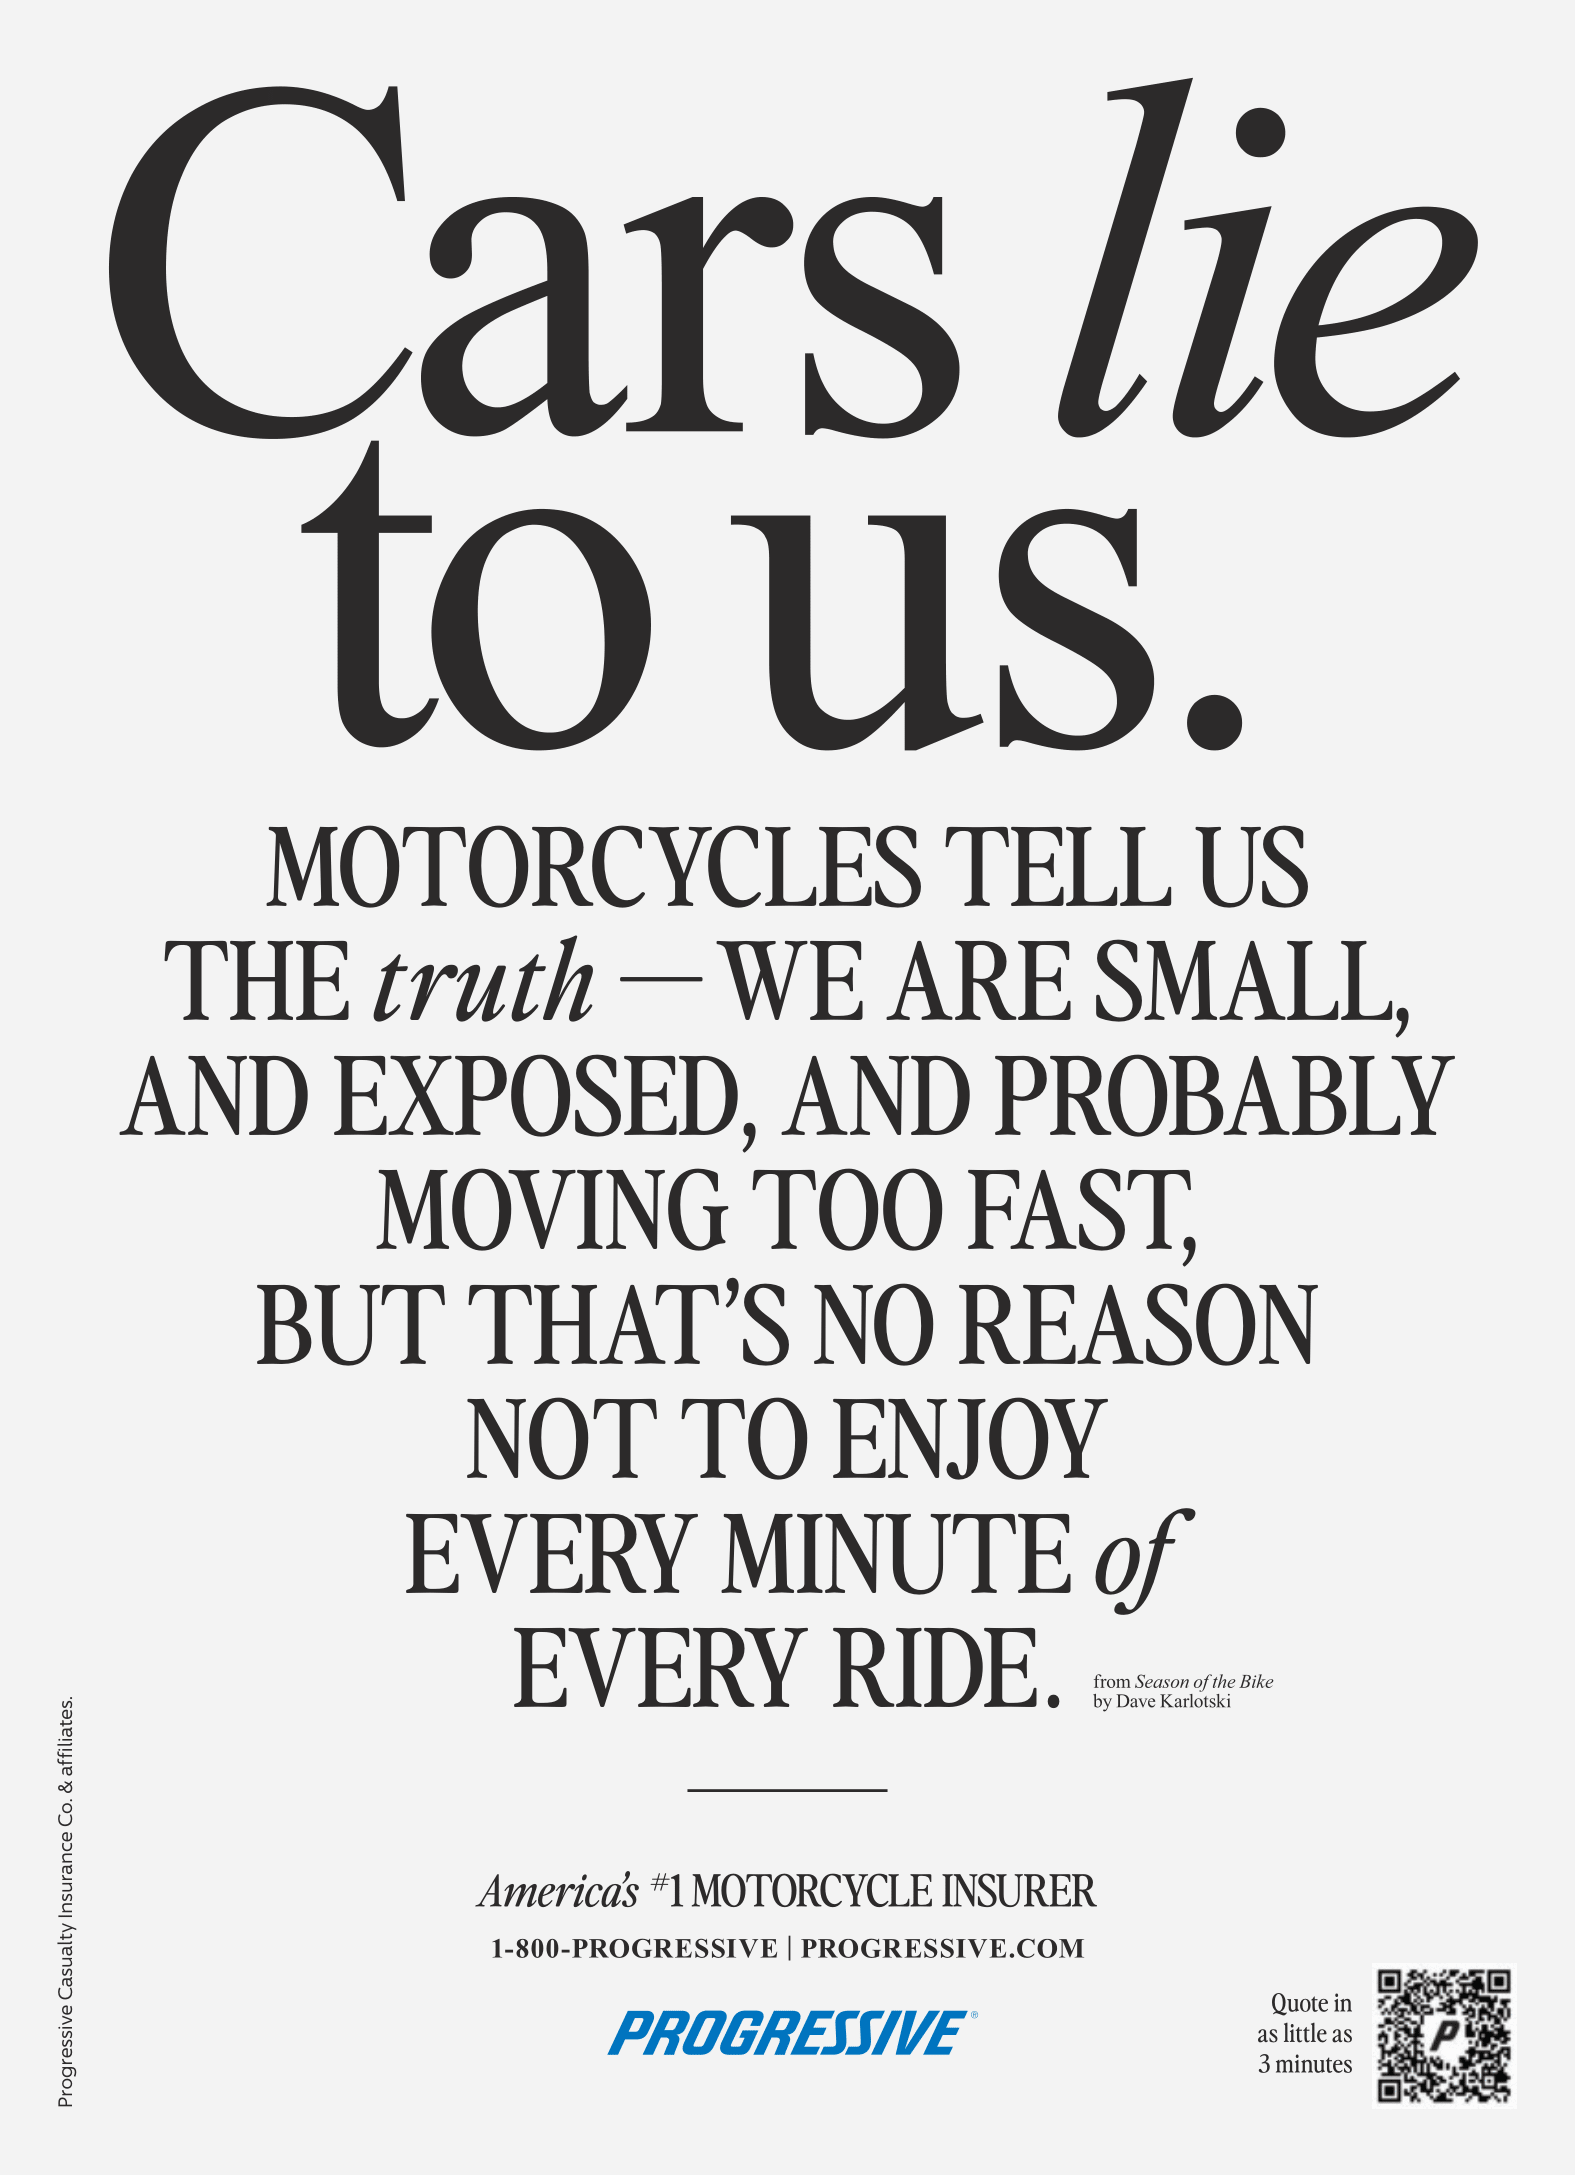 Cars lie
to us.
MOTORCYCLES TELL US
THE truth — WE ARE SMALL,
AND EXPOSED, AND PROBABLY
MOVING TOO FAST,
BUT THAT’S NO REASON
NOT TO ENJOY
EVERY MINUTE of
EVERY RIDE.
from Season of the Bike
by Dave Karlotski
America’s #1 MOTORCYCLE INSURER
1-800-PROGRESSIVE | PROGRESSIVE.COM
PROGRESSIVE®
Quote in
as little as
3 minutes
P
Progressive Casualty Insurance Co. & affiliates.